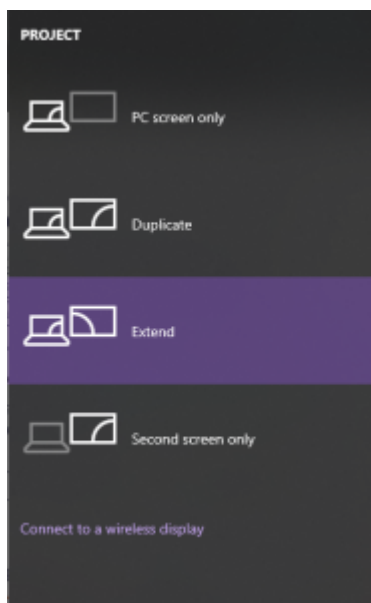 PROJECT
PC screen only
Duplicate
Extend
Second screen only
Connect to a wireless display